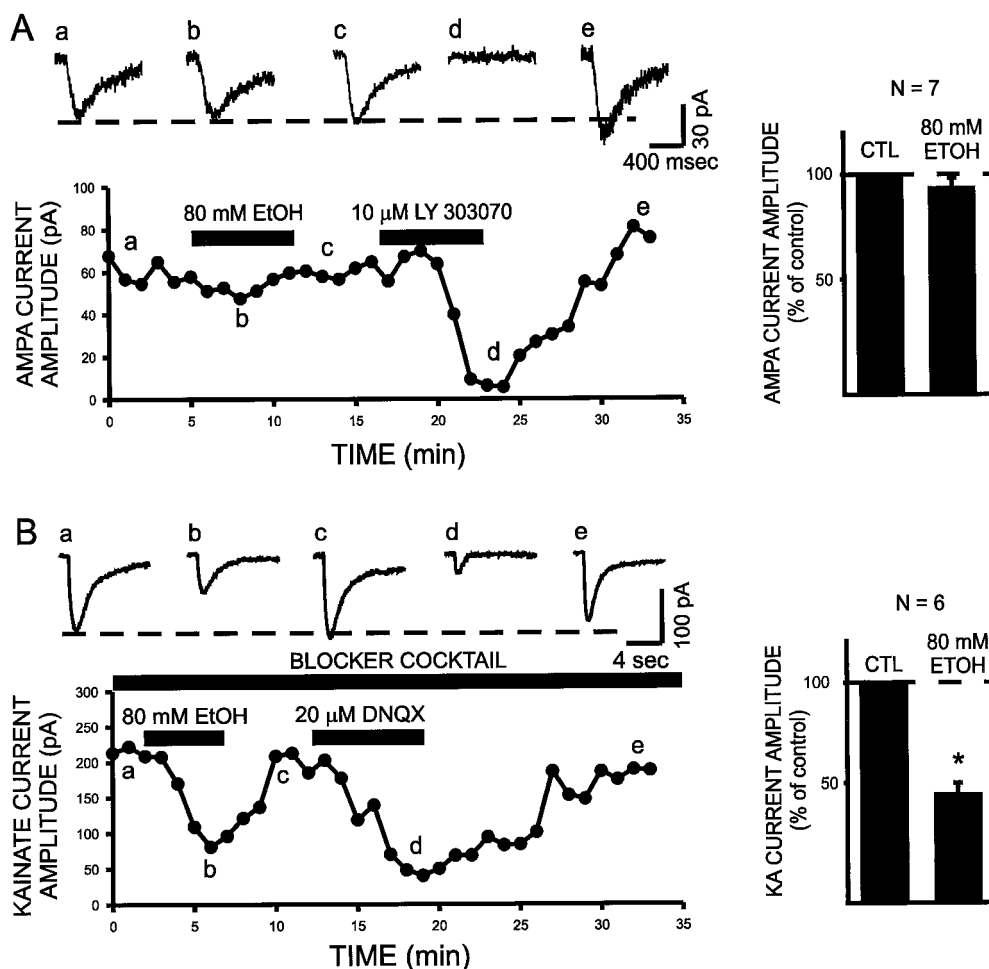 A
a b c d e
30 pA
400 msec
AMPA CURRENT
AMPLITUDE (pA)
100
80
60
40
20
0
80 mM EtOH
10 µM LY 303070
a
b
c
d
e
0 5 10 15 20 25 30 35
TIME (min)
N = 7
CTL
80 mM
ETOH
AMPA CURRENT AMPLITUDE
(% of control)
100
50
B
a b c d e
100 pA
4 sec
BLOCKER COCKTAIL
KAINATE CURRENT
AMPLITUDE (pA)
300
250
200
150
100
50
0
80 mM EtOH
20 µM DNQX
a
b
c
d
e
0 5 10 15 20 25 30 35
TIME (min)
N = 6
CTL
80 mM
ETOH
*
KA CURRENT AMPLITUDE
(% of control)
100
50